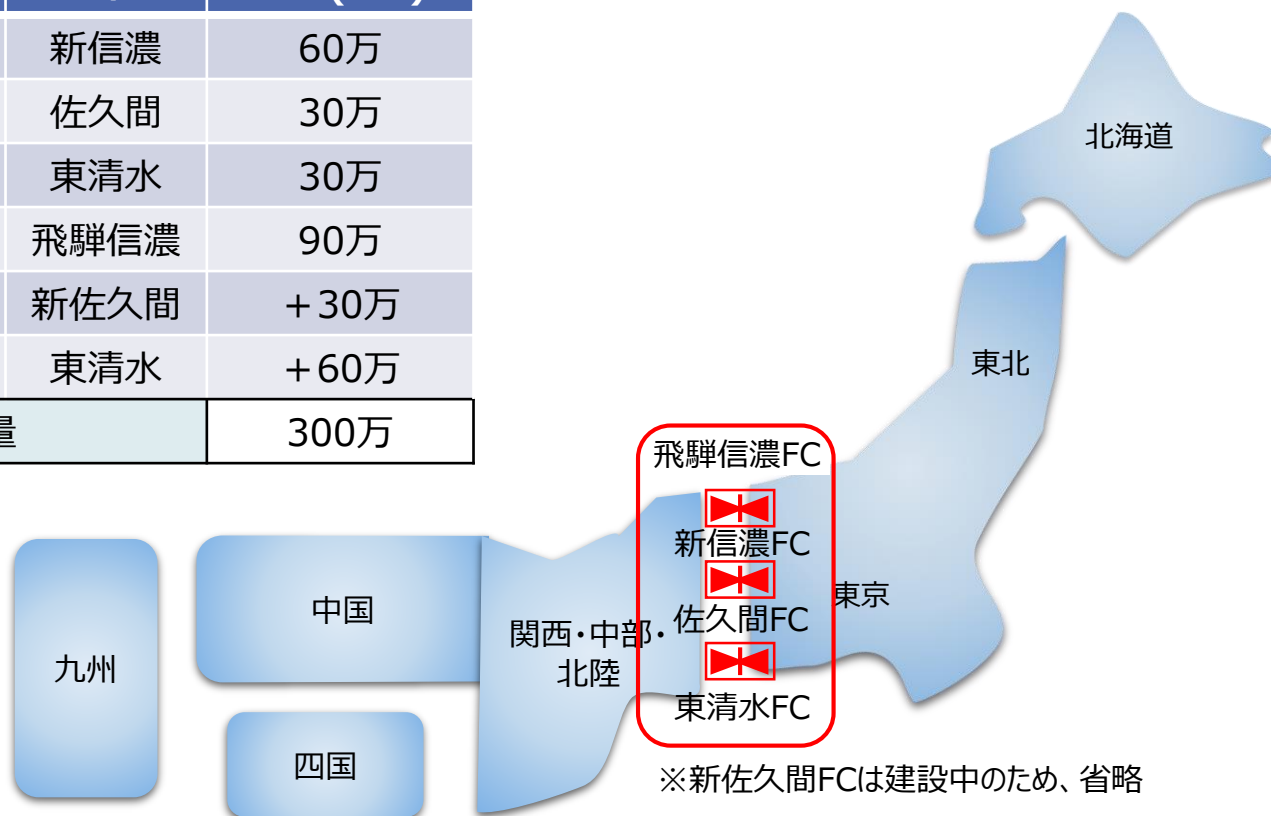 新信濃 60万
佐久間 30万
東清水 30万
飛騨信濃 90万
新佐久間 +30万
東清水 +60万
量 300万
北海道
東北
飛騨信濃FC
新信濃FC
佐久間FC
東清水FC
東京
関西・中部・
北陸
中国
四国
九州
※新佐久間FCは建設中のため、省略